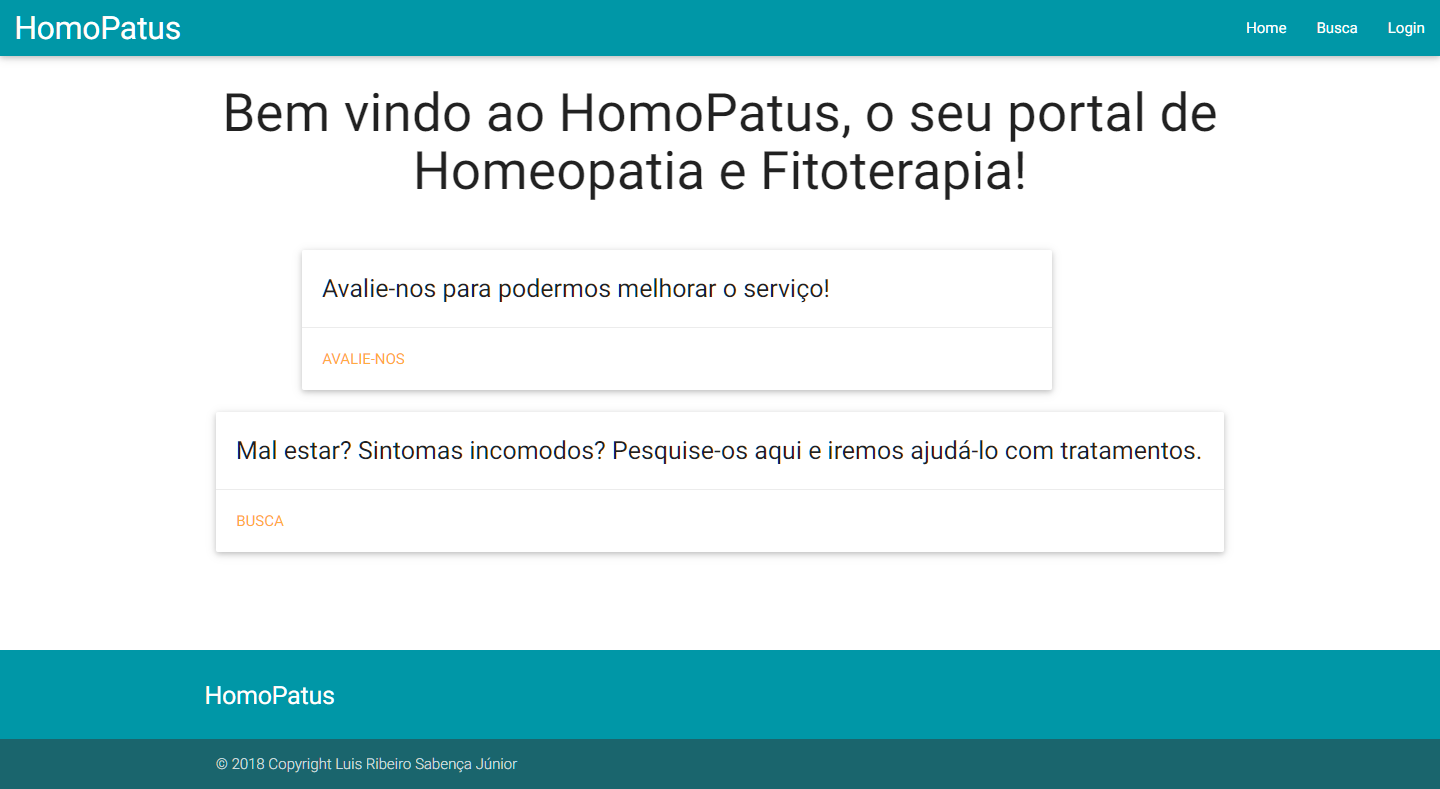 HomoPatus
Home Busca Login
Bem vindo ao HomoPatus, o seu portal de
Homeopatia e Fitoterapia!
Avalie-nos para podermos melhorar o serviço!
AVALIE-NOS
Mal estar? Sintomas incomodos? Pesquise-os aqui e iremos ajudá-lo com tratamentos.
BUSCA
HomoPatus
© 2018 Copyright Luis Ribeiro Sabença Júnior